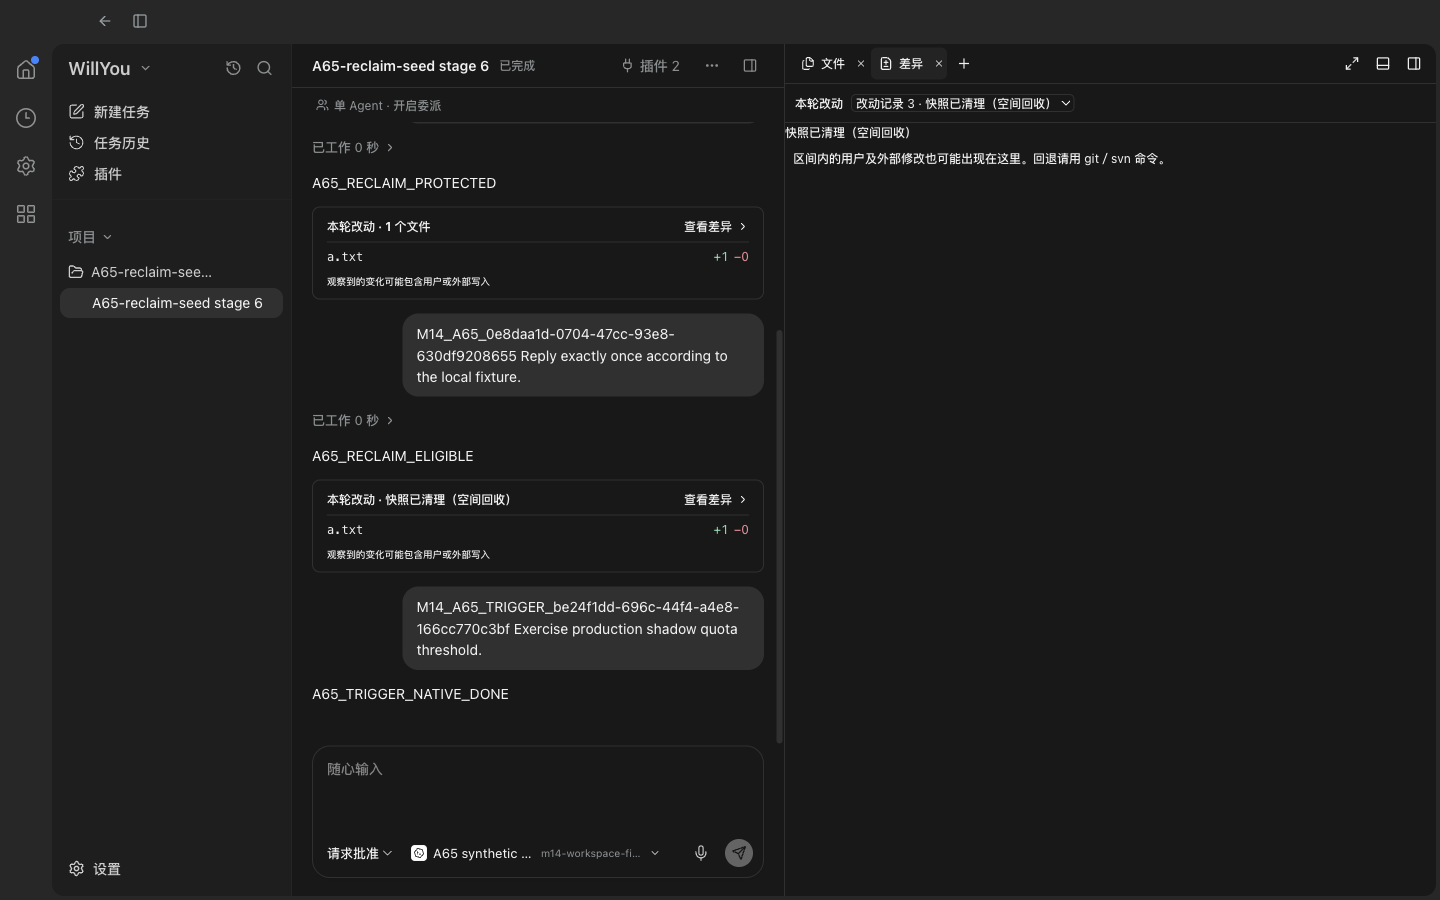 WillYou
新建任务
任务历史
插件
项目
A65-reclaim-see...
A65-reclaim-seed stage 6
设置
A65-reclaim-seed stage 6 已完成 插件 2
单 Agent · 开启委派
已工作 0 秒
A65_RECLAIM_PROTECTED
本轮改动 · 1 个文件 查看差异
a.txt +1 −0
观察到的变化可能包含用户或外部写入
M14_A65_0e8daa1d-0704-47cc-93e8-
630df9208655 Reply exactly once according to
the local fixture.
已工作 0 秒
A65_RECLAIM_ELIGIBLE
本轮改动 · 快照已清理（空间回收） 查看差异
a.txt +1 −0
观察到的变化可能包含用户或外部写入
M14_A65_TRIGGER_be24f1dd-696c-44f4-a4e8-
166cc770c3bf Exercise production shadow quota
threshold.
A65_TRIGGER_NATIVE_DONE
随心输入
请求批准 A65 synthetic ... m14-workspace-fi...
文件 × 差异 × +
本轮改动 改动记录 3 · 快照已清理（空间回收）
快照已清理（空间回收）
区间内的用户及外部修改也可能出现在这里。回退请用 git / svn 命令。